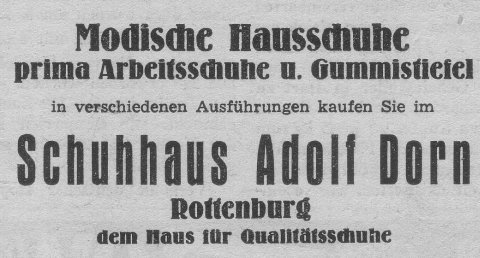 Modische Hausschuhe
prima Arbeitsschuhe u. Gummistiefel
in verschiedenen Ausführungen kaufen Sie im
Schuhhaus Adolf Dorn
Rottenburg
dem Haus für Qualitätsschuhe